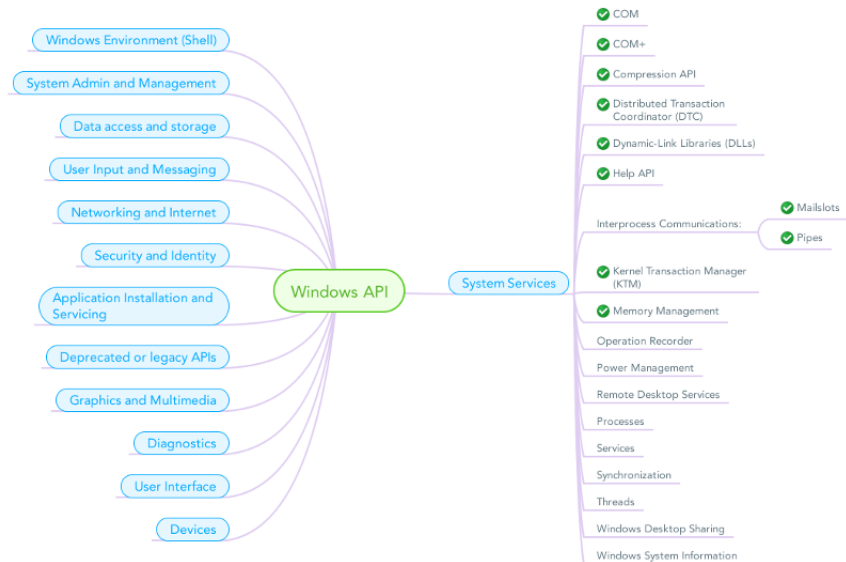 Windows Environment (Shell)
System Admin and Management
Data access and storage
User Input and Messaging
Networking and Internet
Security and Identity
Application Installation and
Servicing
Deprecated or legacy APIs
Graphics and Multimedia
Diagnostics
User Interface
Devices
Windows API
System Services
COM
COM+
Compression API
Distributed Transaction
Coordinator (DTC)
Dynamic-Link Libraries (DLLs)
Help API
Interprocess Communications:
Mailslots
Pipes
Kernel Transaction Manager
(KTM)
Memory Management
Operation Recorder
Power Management
Remote Desktop Services
Processes
Services
Synchronization
Threads
Windows Desktop Sharing
Windows System Information